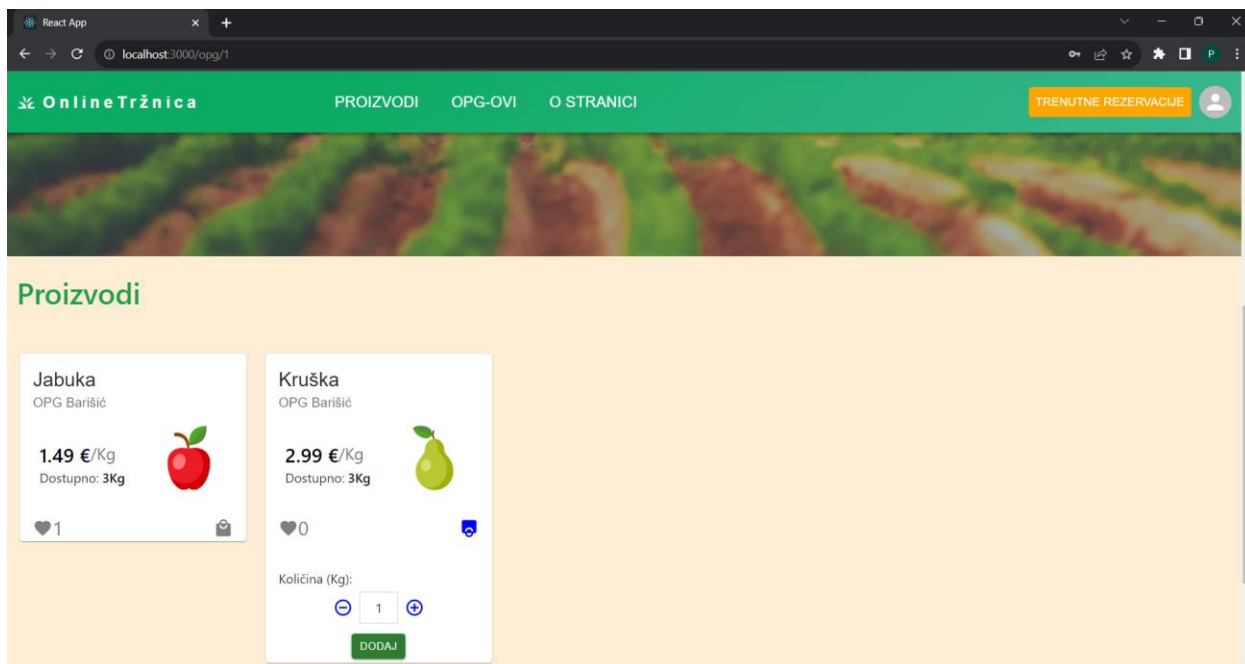 React App
localhost:3000/opg/1
P
OnlineTržnica
PROIZVODI
OPG-OVI
O STRANICI
TRENUTNE REZERVACIJE
Proizvodi
Jabuka
OPG Barišić
1.49 €/Kg
Dostupno: 3Kg
1
Kruška
OPG Barišić
2.99 €/Kg
Dostupno: 3Kg
0
Količina (Kg):
1
DODAJ